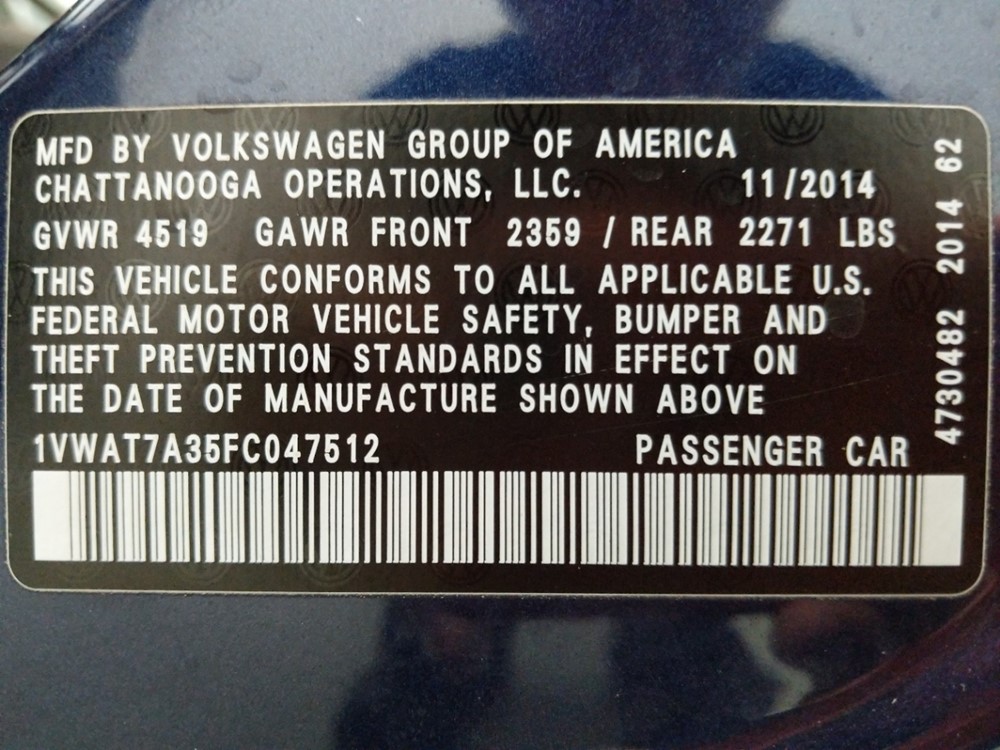 MFD BY VOLKSWAGEN GROUP OF AMERICA
CHATTANOOGA OPERATIONS, LLC. 11/2014
GVWR 4519 GAWR FRONT 2359 / REAR 2271 LBS
THIS VEHICLE CONFORMS TO ALL APPLICABLE U.S.
FEDERAL MOTOR VEHICLE SAFETY, BUMPER AND
THEFT PREVENTION STANDARDS IN EFFECT ON
THE DATE OF MANUFACTURE SHOWN ABOVE
1VWAT7A35FC047512 PASSENGER CAR
4730482 2014 62